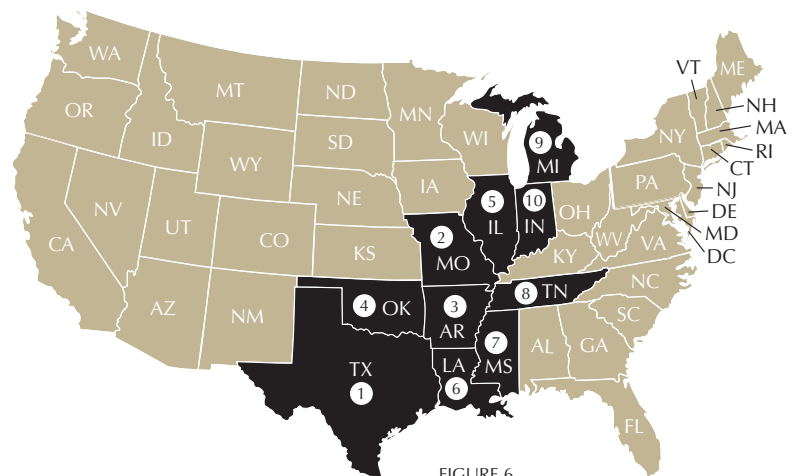 WA
MT
ND
MN
VT
ME
OR
ID
SD
WI
9
MI
NY
NH
MA
RI
CT
WY
IA
PA
NJ
NV
UT
CO
NE
5
IL
10
IN
OH
DE
MD
DC
CA
KS
2
MO
KY
WV
VA
AZ
NM
4 OK
3
AR
8 TN
NC
SC
TX
1
LA
6
7
MS
AL
GA
FL
FIGURE 6